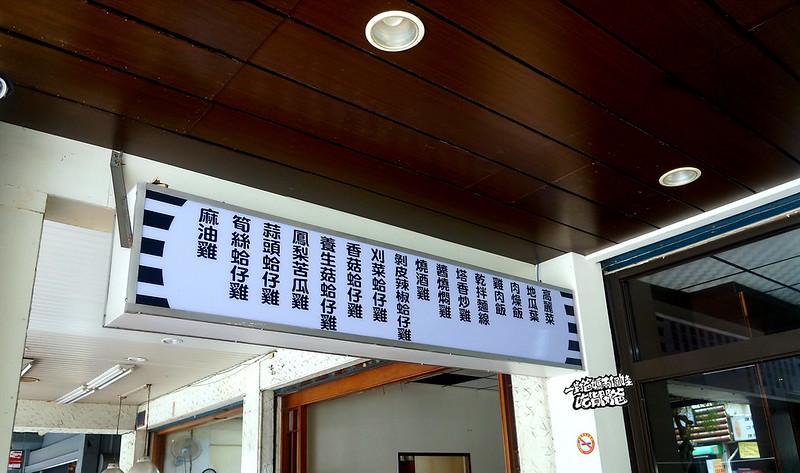 高麗菜
地瓜葉
肉燥飯
雞肉飯
乾拌麵線
塔香炒雞
醬燒燜雞
燒酒雞
剝皮辣椒蛤仔雞
刈菜蛤仔雞
香菇蛤仔雞
養生菇蛤仔雞
鳳梨苦瓜雞
蒜頭蛤仔雞
筍絲蛤仔雞
麻油雞